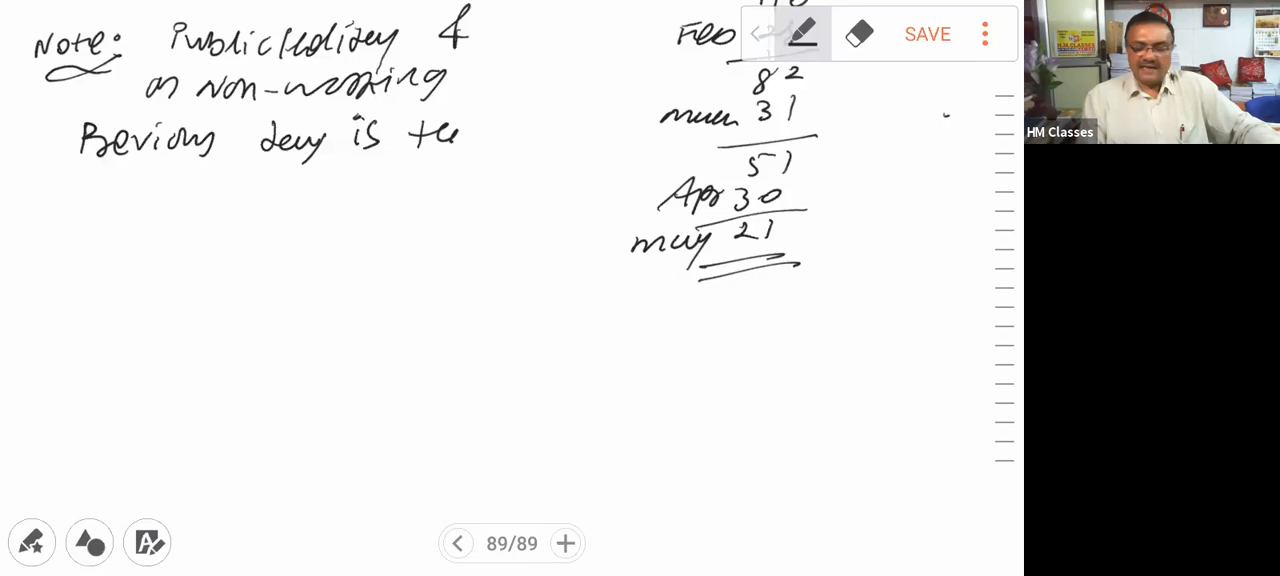 Note: Public Holiday &
on Non-working
Previous day is the
Feb
SAVE
82
march 31
51
Apr 30
may 21
HM Classes
89/89